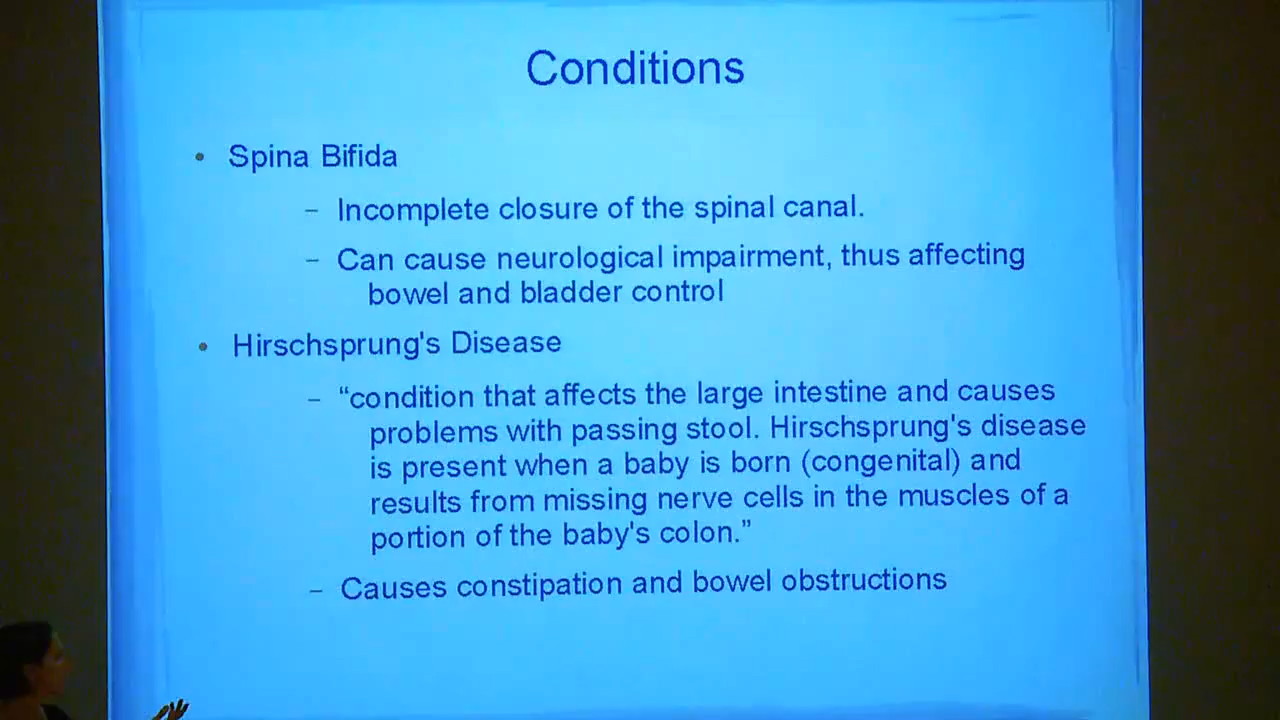 Conditions
• Spina Bifida
– Incomplete closure of the spinal canal.
– Can cause neurological impairment, thus affecting
bowel and bladder control
• Hirschsprung's Disease
– “condition that affects the large intestine and causes
problems with passing stool. Hirschsprung's disease
is present when a baby is born (congenital) and
results from missing nerve cells in the muscles of a
portion of the baby's colon.”
– Causes constipation and bowel obstructions